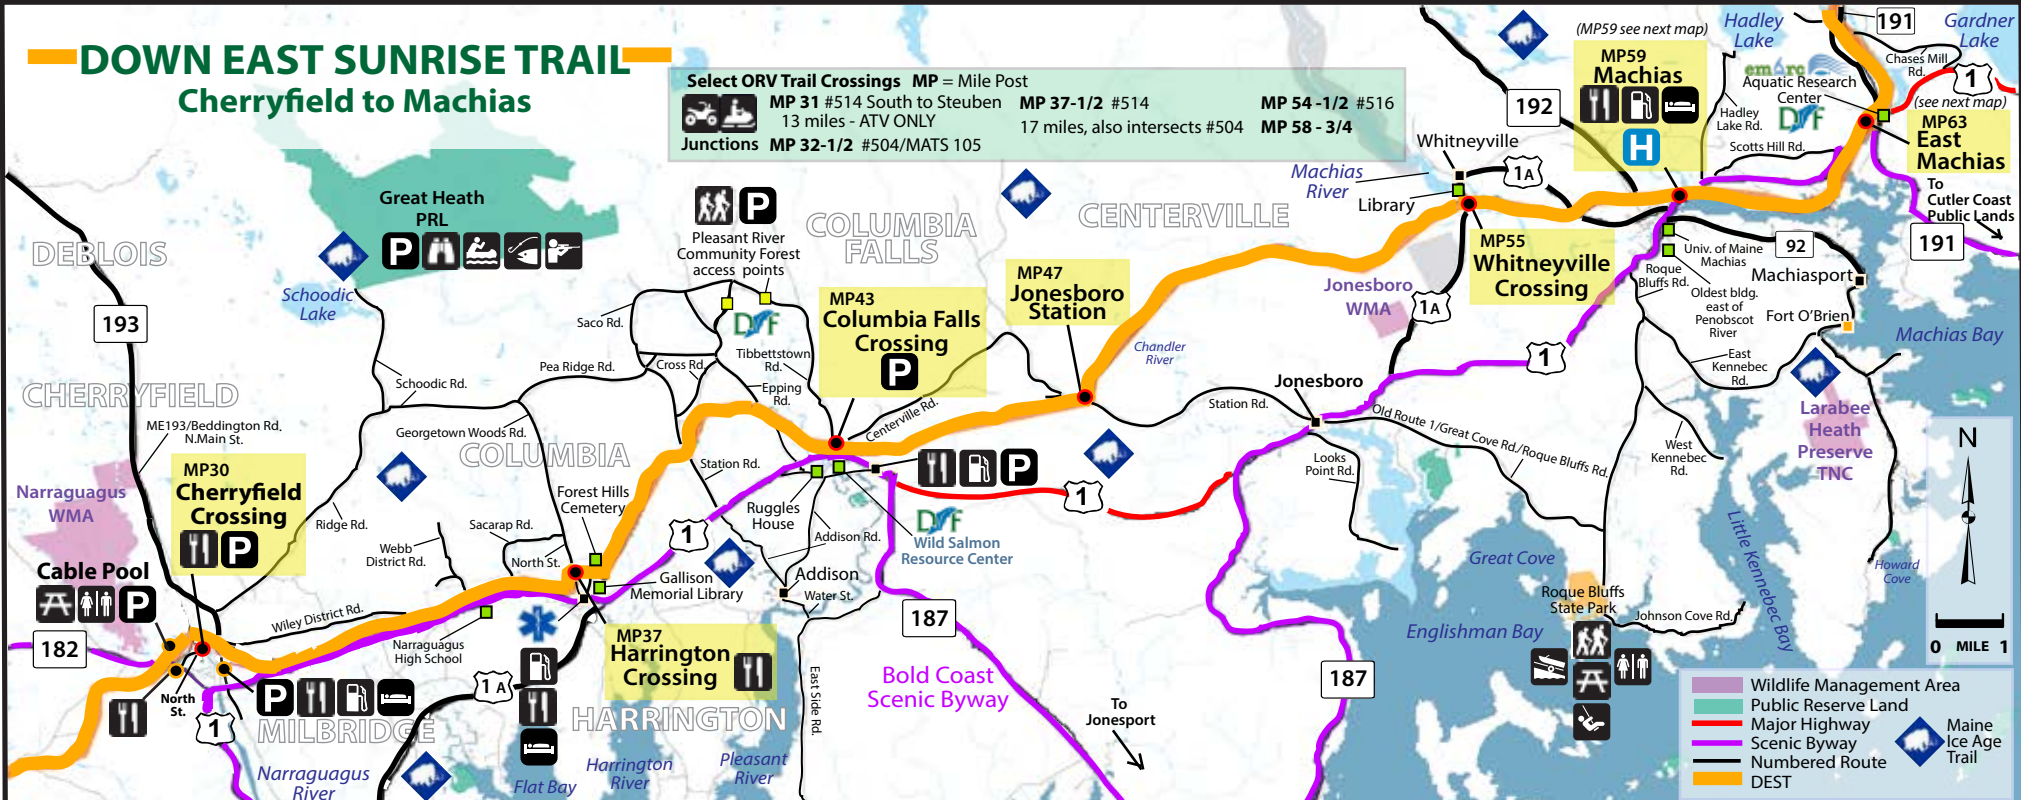 DOWN EAST SUNRISE TRAIL
Cherryfield to Machias
Select ORV Trail Crossings MP = Mile Post
MP 31 #514 South to Steuben
13 miles - ATV ONLY
Junctions MP 32-1/2 #504/MATS 105
MP 37-1/2 #514
17 miles, also intersects #504
MP 54 -1/2 #516
MP 58 - 3/4
(MP59 see next map)
MP59
Machias
H
Hadley
Lake
191
Gardner
Lake
Chases Mill
Rd.
1
(see next map)
Aquatic Research
Center
Hadley
Lake Rd.
Scotts Hill Rd.
MP63
East
Machias
To
Cutler Coast
Public Lands
191
192
Whitneyville
1A
Machias
River
Library
MP55
Whitneyville
Crossing
Univ. of Maine
Machias
92
Machiasport
Roque
Bluffs Rd.
Oldest bldg.
east of
Penobscot
River
Fort O'Brien
Machias Bay
East
Kennebec
Rd.
Larabee
Heath
Preserve
TNC
West
Kennebec
Rd.
Little Kennebec Bay
Howard
Cove
N
0 MILE 1
Great Heath
PRL
P
DEBLOIS
Schoodic
Lake
193
CHERRYFIELD
ME193/Beddington Rd.
N.Main St.
MP30
Cherryfield
Crossing
P
Narraguagus
WMA
Cable Pool
P
182
North
St.
1
P
MILBRIDGE
Narraguagus
River
Wiley District Rd.
Ridge Rd.
Schoodic Rd.
Georgetown Woods Rd.
COLUMBIA
Pea Ridge Rd.
Saco Rd.
Cross Rd.
P
Pleasant River
Community Forest
access points
COLUMBIA
FALLS
Tibbettstown
Rd.
Epping
Rd.
MP43
Columbia Falls
Crossing
P
Centerville Rd.
MP47
Jonesboro
Station
CENTERVILLE
Chandler
River
Jonesboro
WMA
1A
1
Jonesboro
Station Rd.
Old Route 1/Great Cove Rd./Roque Bluffs Rd.
Looks
Point Rd.
P
1
Station Rd.
Ruggles
House
Addison Rd.
Wild Salmon
Resource Center
Forest Hills
Cemetery
Sacarap Rd.
Webb
District Rd.
North St.
1
Gallison
Memorial Library
Addison
Water St.
Narraguagus
High School
MP37
Harrington
Crossing
1A
HARRINGTON
Flat Bay
Harrington
River
Pleasant
River
East Side Rd.
187
Bold Coast
Scenic Byway
To
Jonesport
187
Great Cove
Englishman Bay
Roque Bluffs
State Park
Johnson Cove Rd.
Wildlife Management Area
Public Reserve Land
Major Highway
Scenic Byway
Numbered Route
DEST
Maine
Ice Age
Trail